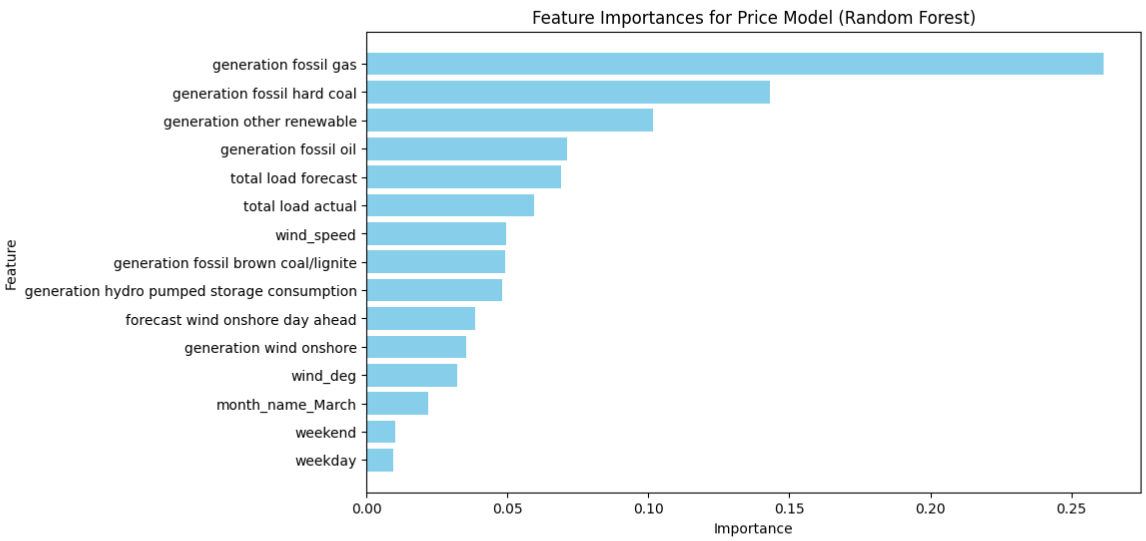 Feature Importances for Price Model (Random Forest)
Feature
generation fossil gas
generation fossil hard coal
generation other renewable
generation fossil oil
total load forecast
total load actual
wind_speed
generation fossil brown coal/lignite
generation hydro pumped storage consumption
forecast wind onshore day ahead
generation wind onshore
wind_deg
month_name_March
weekend
weekday
0.00 0.05 0.10 0.15 0.20 0.25
Importance